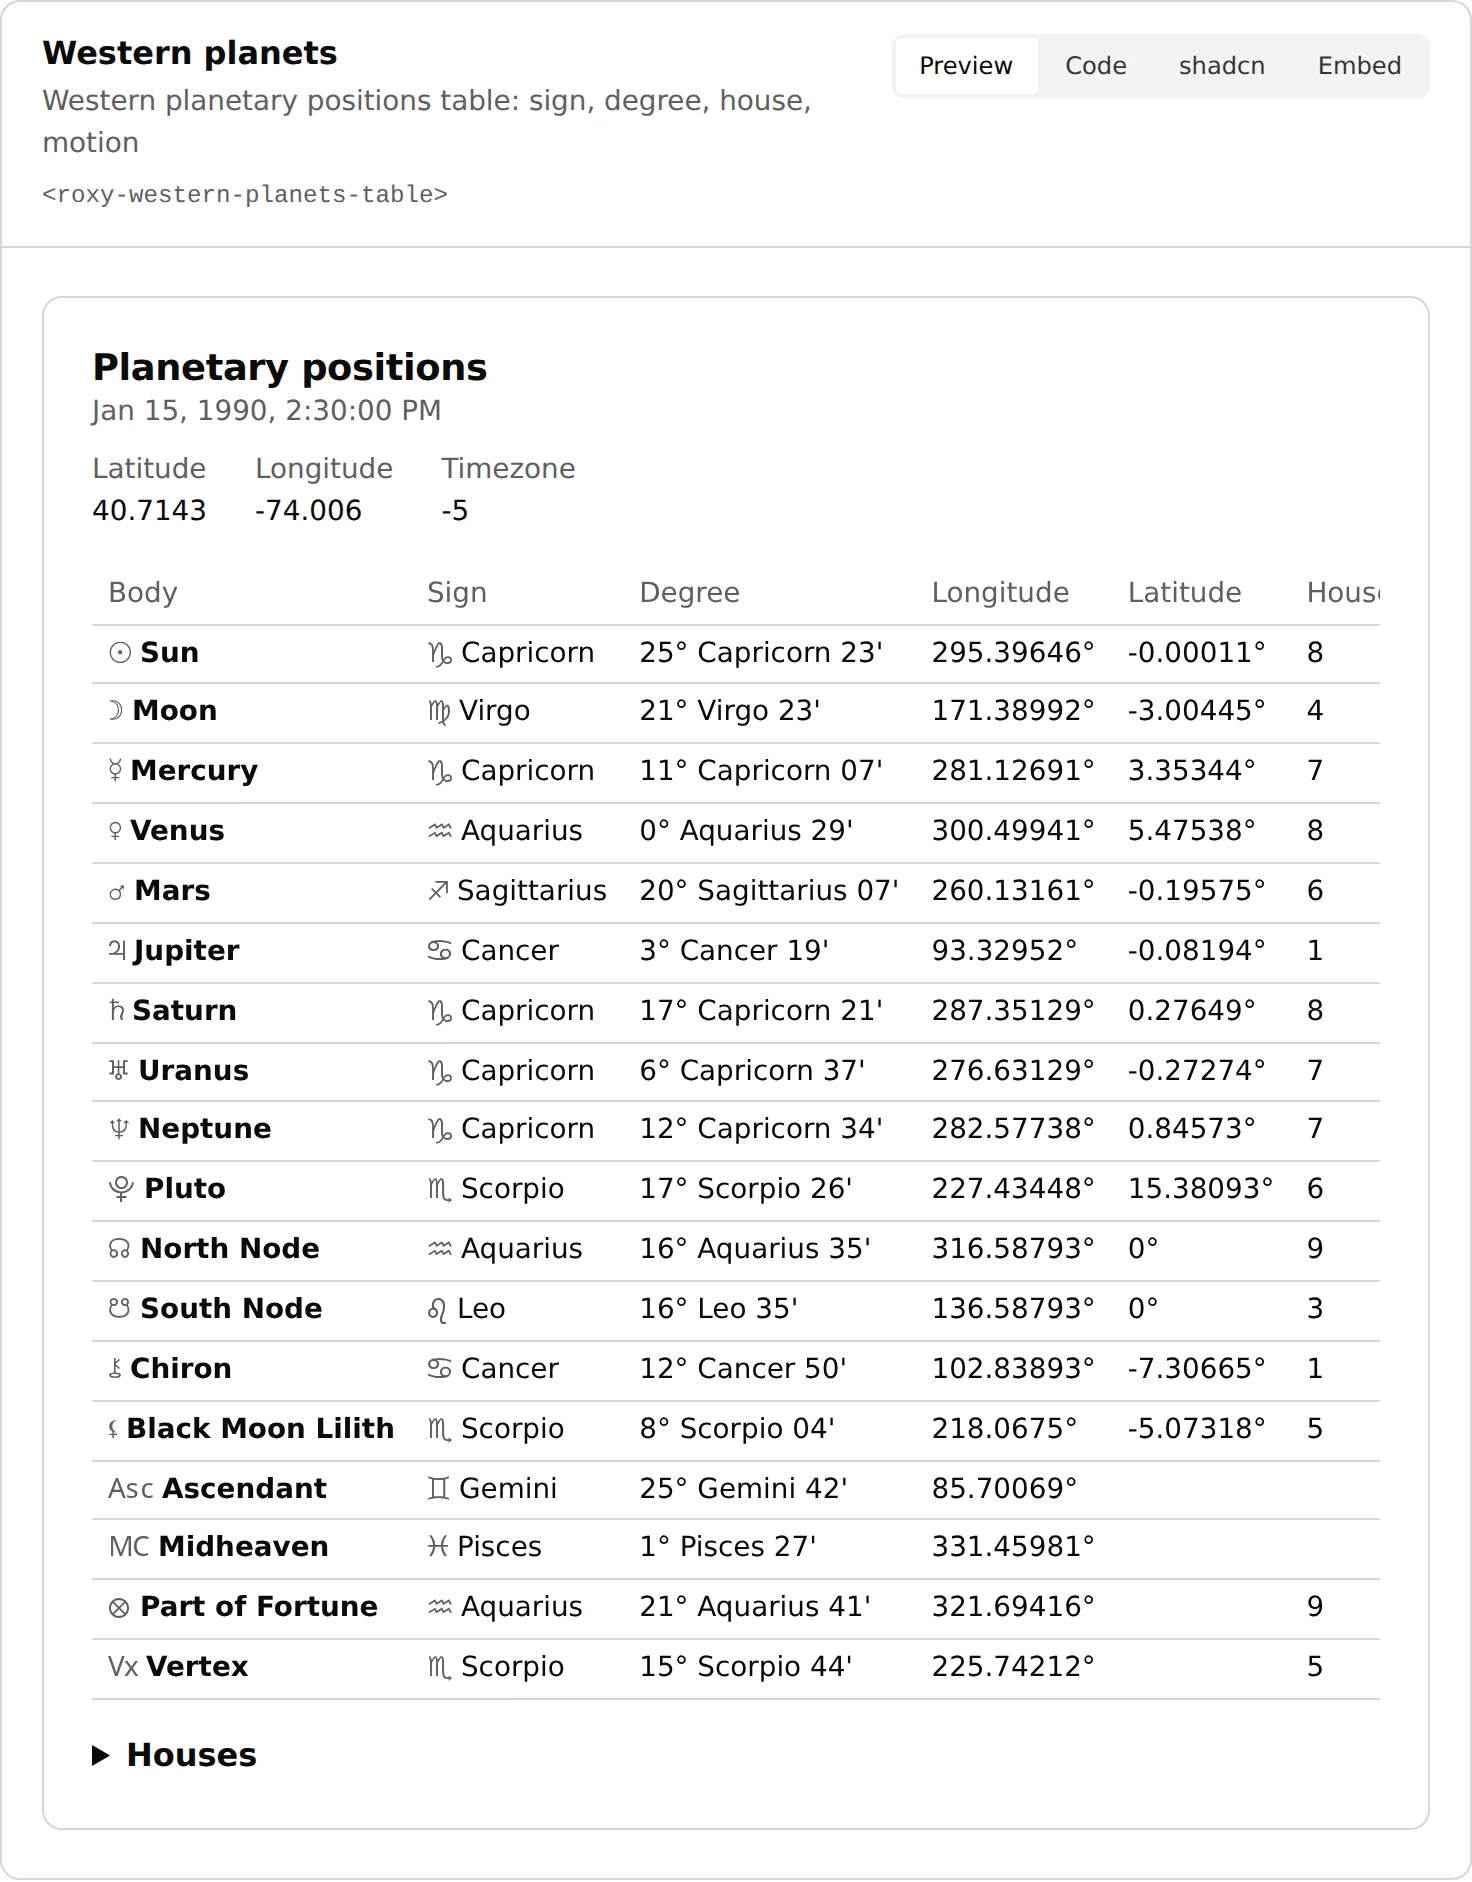 Western planets
Preview Code shadcn Embed
Western planetary positions table: sign, degree, house,
motion
<roxy-western-planets-table>
Planetary positions
Jan 15, 1990, 2:30:00 PM
Latitude Longitude Timezone
40.7143 -74.006 -5
Body Sign Degree Longitude Latitude House
☉ Sun ♑ Capricorn 25° Capricorn 23' 295.39646° -0.00011° 8
☽ Moon ♍ Virgo 21° Virgo 23' 171.38992° -3.00445° 4
☿ Mercury ♑ Capricorn 11° Capricorn 07' 281.12691° 3.35344° 7
♀ Venus ♒ Aquarius 0° Aquarius 29' 300.49941° 5.47538° 8
♂ Mars ♐ Sagittarius 20° Sagittarius 07' 260.13161° -0.19575° 6
♃ Jupiter ♋ Cancer 3° Cancer 19' 93.32952° -0.08194° 1
♄ Saturn ♑ Capricorn 17° Capricorn 21' 287.35129° 0.27649° 8
♅ Uranus ♑ Capricorn 6° Capricorn 37' 276.63129° -0.27274° 7
♆ Neptune ♑ Capricorn 12° Capricorn 34' 282.57738° 0.84573° 7
♇ Pluto ♏ Scorpio 17° Scorpio 26' 227.43448° 15.38093° 6
☊ North Node ♒ Aquarius 16° Aquarius 35' 316.58793° 0° 9
☋ South Node ♌ Leo 16° Leo 35' 136.58793° 0° 3
⚷ Chiron ♋ Cancer 12° Cancer 50' 102.83893° -7.30665° 1
⚸ Black Moon Lilith ♏ Scorpio 8° Scorpio 04' 218.0675° -5.07318° 5
Asc Ascendant ♊ Gemini 25° Gemini 42' 85.70069°
MC Midheaven ♓ Pisces 1° Pisces 27' 331.45981°
⊗ Part of Fortune ♒ Aquarius 21° Aquarius 41' 321.69416° 9
Vx Vertex ♏ Scorpio 15° Scorpio 44' 225.74212° 5
▶ Houses